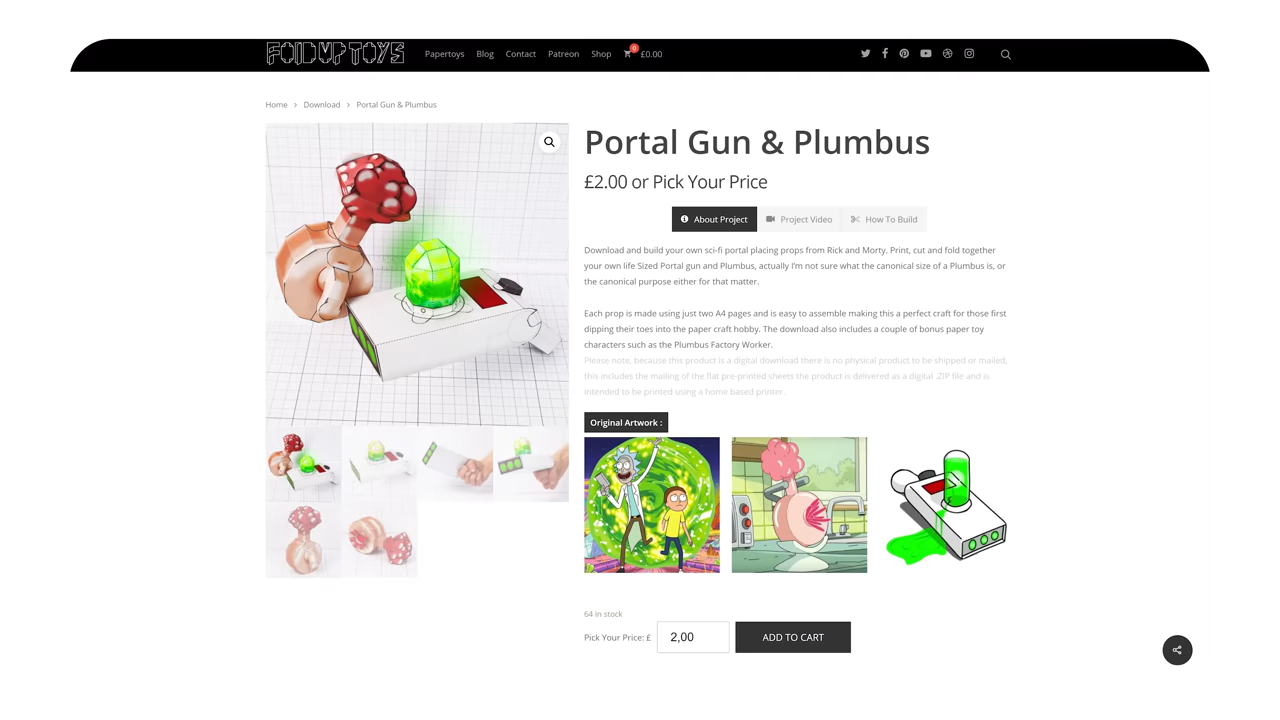 FOLDUPTOYS
Papertoys Blog Contact Patreon Shop 0 £0.00
Home > Download > Portal Gun & Plumbus
Portal Gun & Plumbus
£2.00 or Pick Your Price
About Project Project Video How To Build
Download and build your own sci-fi portal placing props from Rick and Morty. Print, cut and fold together
your own life Sized Portal gun and Plumbus, actually I'm not sure what the canonical size of a Plumbus is, or
the canonical purpose either for that matter.
Each prop is made using just two A4 pages and is easy to assemble making this a perfect craft for those first
dipping their toes into the paper craft hobby. The download also includes a couple of bonus paper toy
characters such as the Plumbus Factory Worker.
Please note, because this product is a digital download there is no physical product to be shipped or mailed,
this includes the mailing of the flat pre-printed sheets the product is delivered as a digital .ZIP file and is
intended to be printed using a home based printer.
Original Artwork :
64 in stock
Pick Your Price: £ 2,00 ADD TO CART